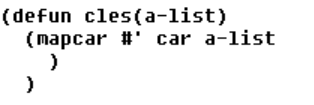 (defun cles(a-list)
  (mapcar #' car a-list
    )
  )